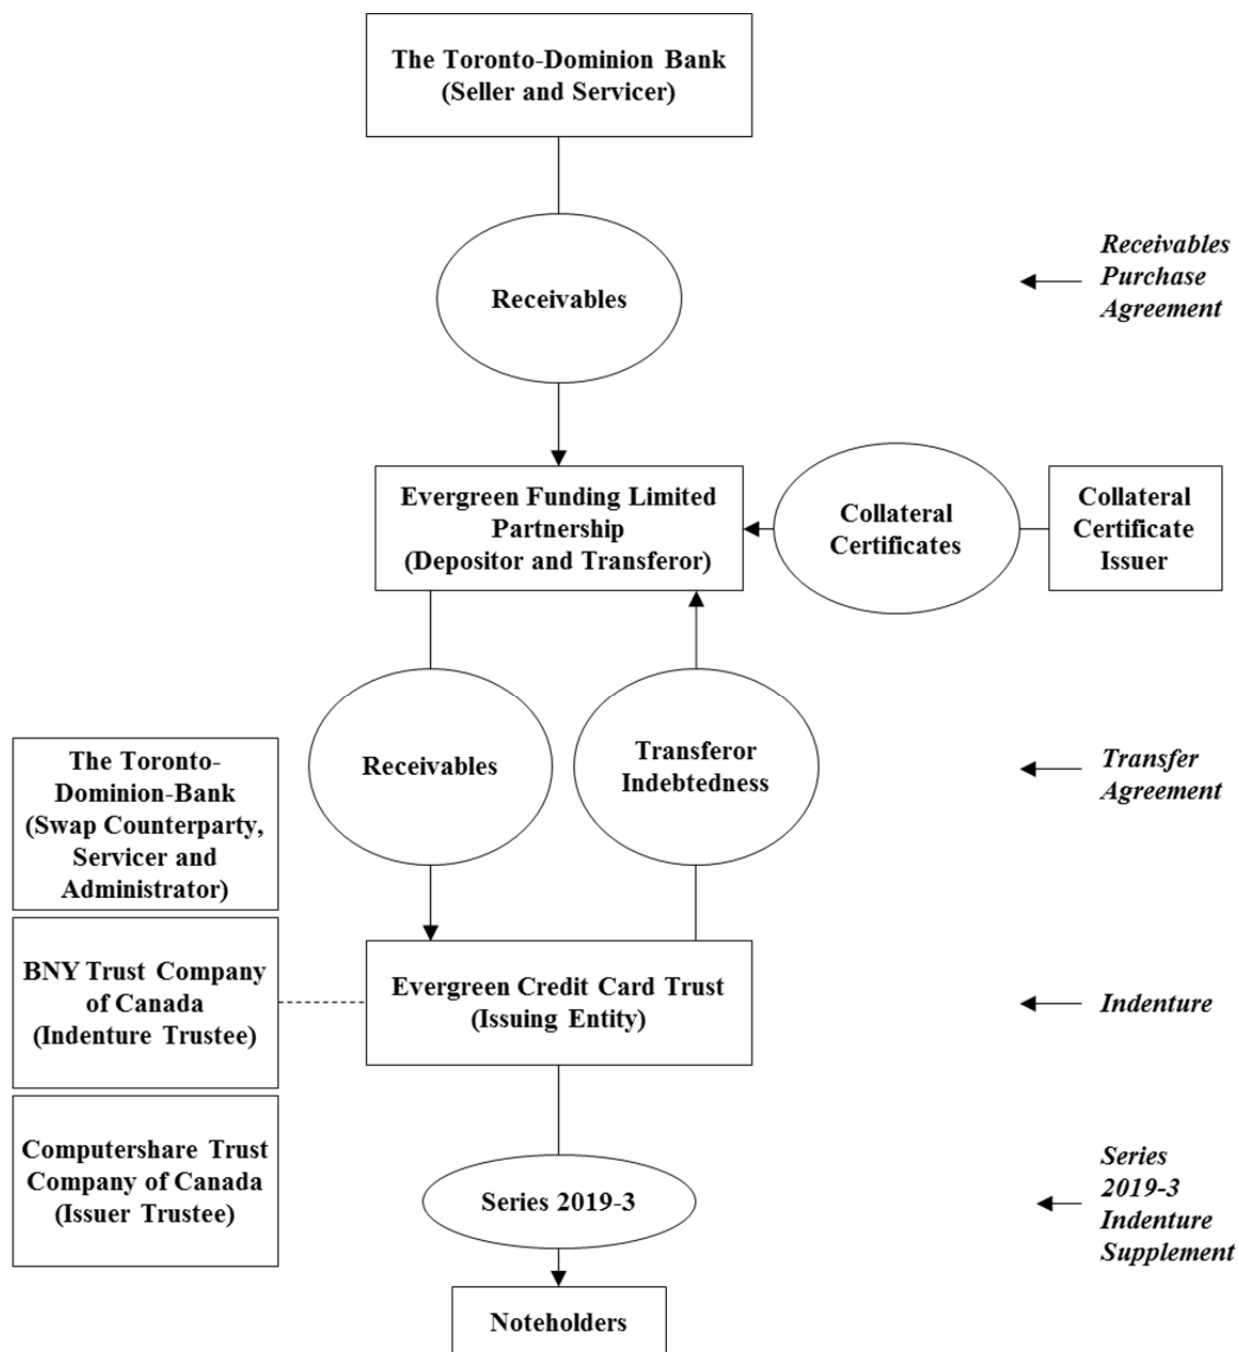 The Toronto-Dominion Bank
(Seller and Servicer)
Receivables
Receivables
Purchase
Agreement
Evergreen Funding Limited
Partnership
(Depositor and Transferor)
Collateral
Certificates
Collateral
Certificate
Issuer
Receivables
Transferor
Indebtedness
Transfer
Agreement
The Toronto-
Dominion-Bank
(Swap Counterparty,
Servicer and
Administrator)
BNY Trust Company
of Canada
(Indenture Trustee)
Evergreen Credit Card Trust
(Issuing Entity)
Indenture
Computershare Trust
Company of Canada
(Issuer Trustee)
Series 2019-3
Series
2019-3
Indenture
Supplement
Noteholders